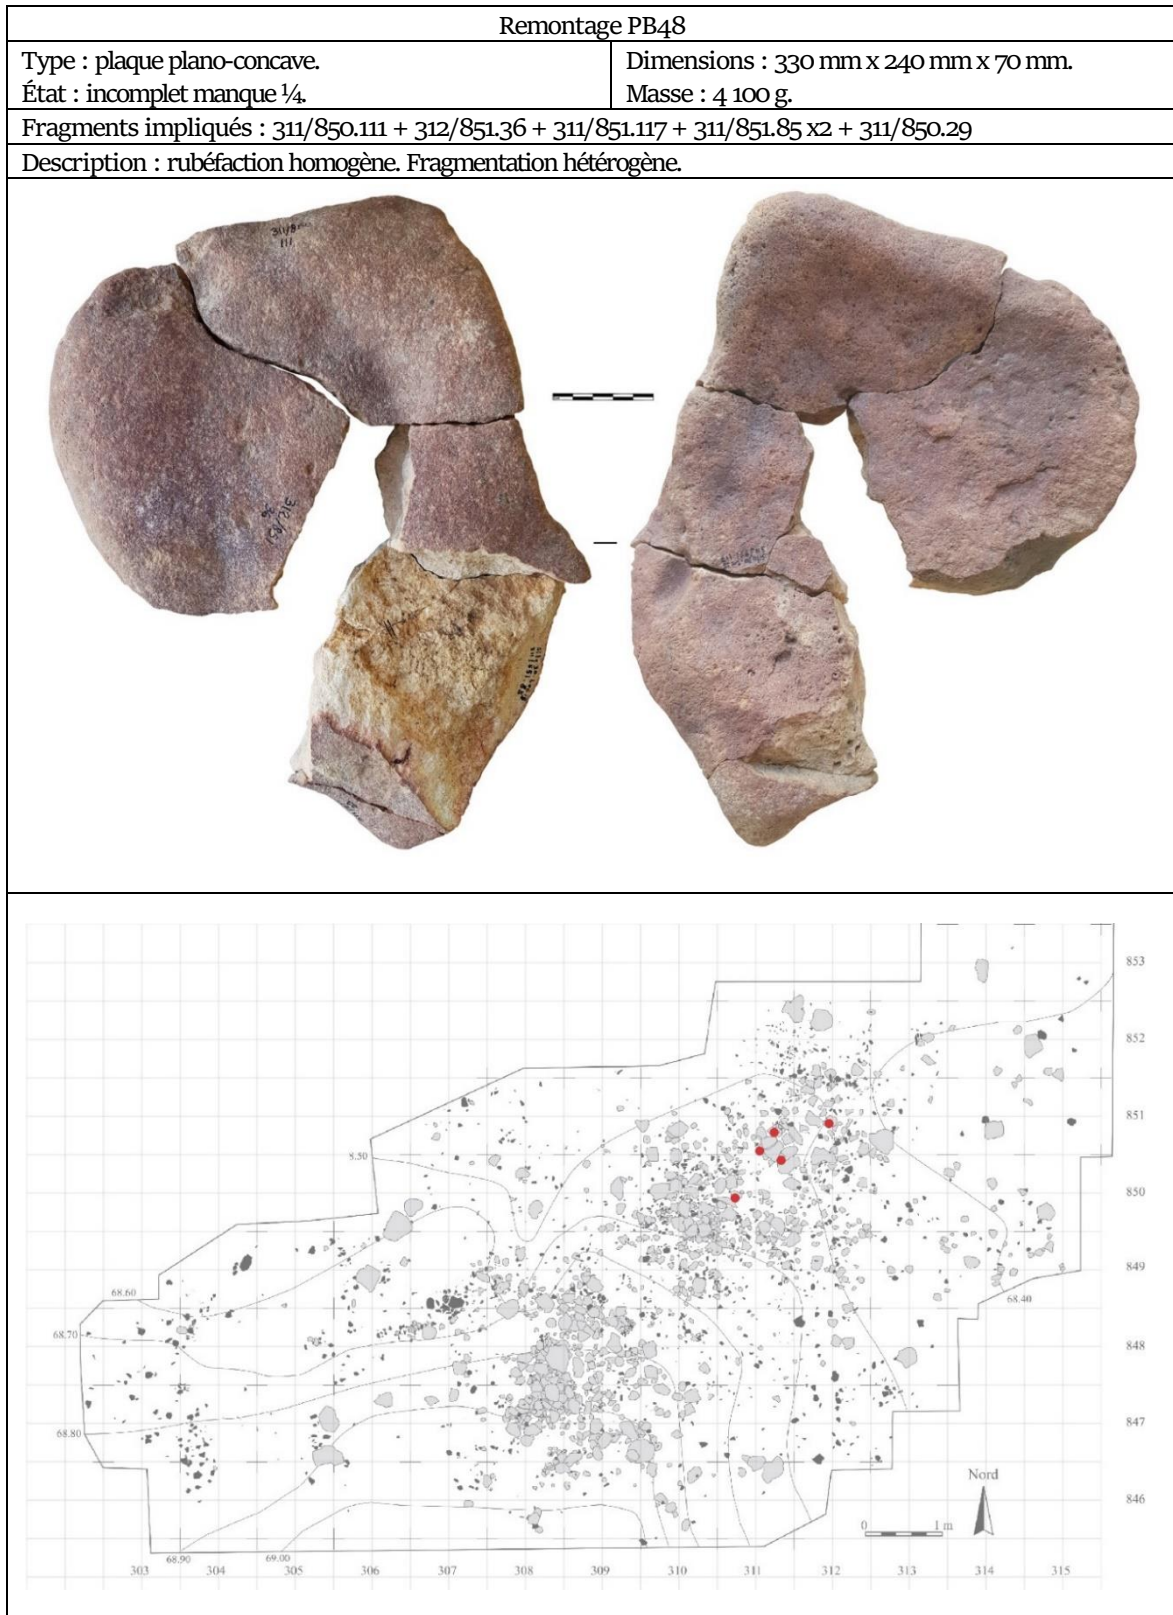 Remontage PB48
Type : plaque plano-concave.
État : incomplet manque ¼.
Dimensions : 330 mm x 240 mm x 70 mm.
Masse : 4 100 g.
Fragments impliqués : 311/850.111 + 312/851.36 + 311/851.117 + 311/851.85 x2 + 311/850.29
Description : rubéfaction homogène. Fragmentation hétérogène.
111
312/851
36
853
852
851
8.50
850
849
68.60
68.40
68.70
848
847
68.80
Nord
846
0 1 m
68.90 69.00
303 304 305 306 307 308 309 310 311 312 313 314 315